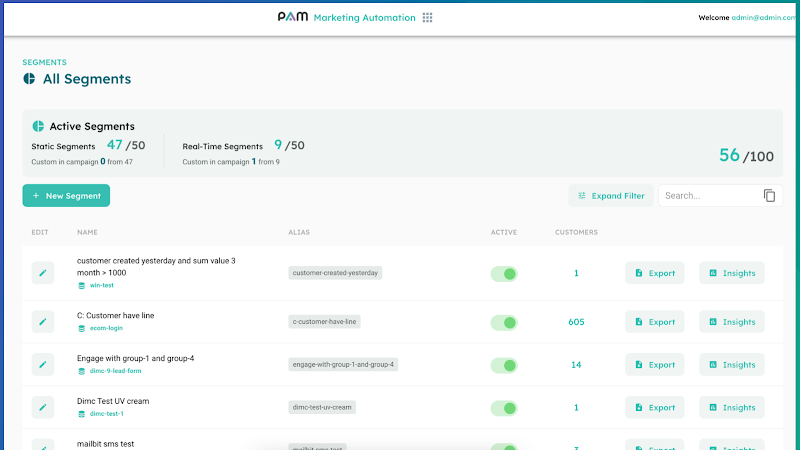 PAM Marketing Automation
Welcome admin@admin.com
SEGMENTS
All Segments
Active Segments
Static Segments 47 /50
Custom in campaign 0 from 47
Real-Time Segments 9 /50
Custom in campaign 1 from 9
56 /100
+ New Segment
Expand Filter
Search...
EDIT NAME ALIAS ACTIVE CUSTOMERS
customer created yesterday and sum value 3
month > 1000
win-test
customer-created-yesterday
1
Export
Insights
C: Customer have line
ecom-login
c-customer-have-line
605
Export
Insights
Engage with group-1 and group-4
dimc-9-lead-form
engage-with-group-1-and-group-4
14
Export
Insights
Dimc Test UV cream
dimc-test-1
dimc-test-uv-cream
1
Export
Insights
mailbit sms test
mailbit-sms-test
Export
Insights